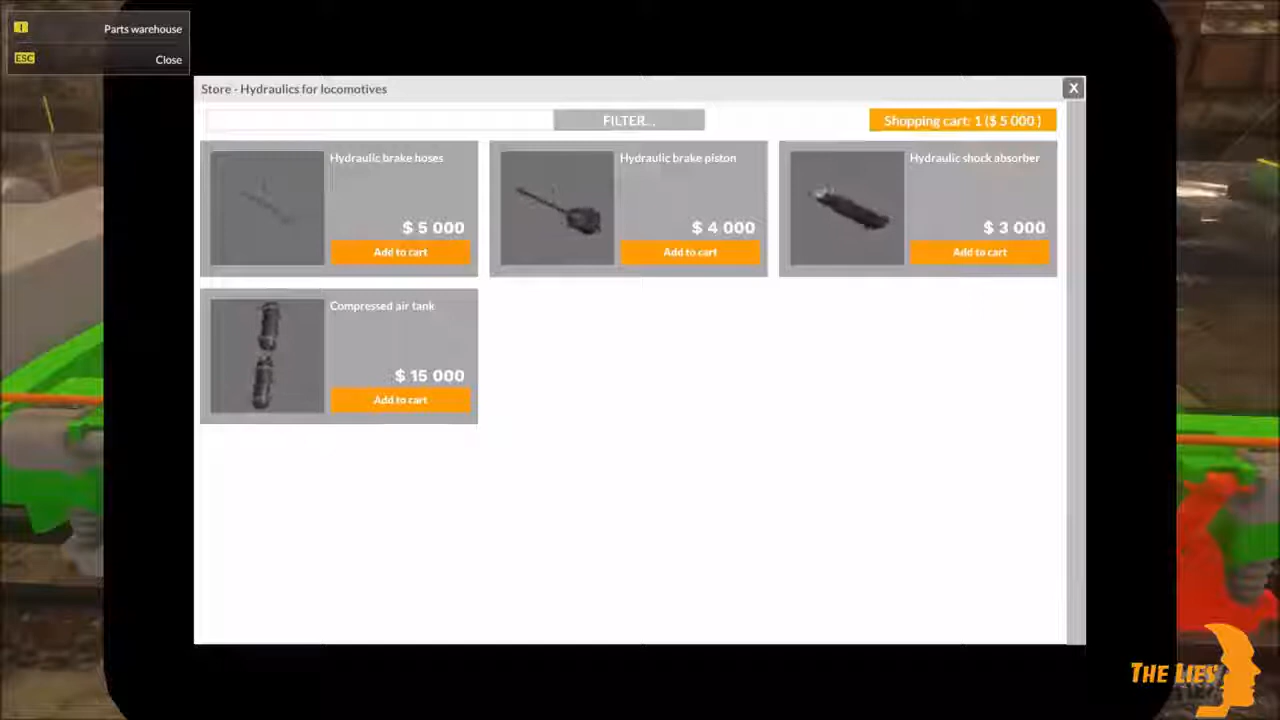 I Parts warehouse
ESC Close
Store - Hydraulics for locomotives
X
FILTER...
Shopping cart: 1 ($ 5 000 )
Hydraulic brake hoses
$ 5 000
Add to cart
Hydraulic brake piston
$ 4 000
Add to cart
Hydraulic shock absorber
$ 3 000
Add to cart
Compressed air tank
$ 15 000
Add to cart
THE LIES